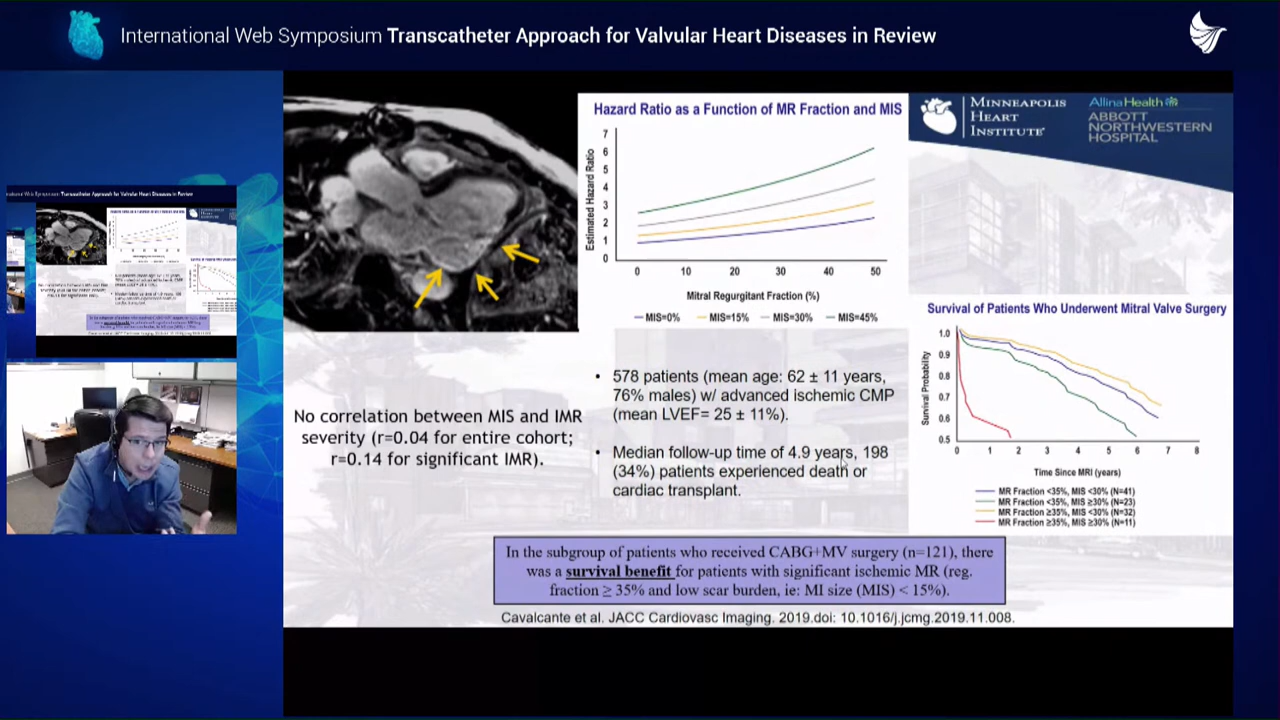 International Web Symposium Transcatheter Approach for Valvular Heart Diseases in Review
Transcatheter Approach for Valvular Heart Diseases in Review
MINNEAPOLIS
HEART
INSTITUTE
Allina Health
ABBOTT
NORTHWESTERN
HOSPITAL
Hazard Ratio as a Function of MR Fraction and MIS
Estimated Hazard Ratio
7
6
5
4
3
2
1
0
0 10 20 30 40 50
Mitral Regurgitant Fraction (%)
MIS=0% MIS=15% MIS=30% MIS=45%
No correlation between MIS and IMR
severity (r=0.04 for entire cohort;
r=0.14 for significant IMR).
• 578 patients (mean age: 62 ± 11 years,
76% males) w/ advanced ischemic CMP
(mean LVEF= 25 ± 11%).
• Median follow-up time of 4.9 years, 198
(34%) patients experienced death or
cardiac transplant.
Survival of Patients Who Underwent Mitral Valve Surgery
Survival Probability
1.0
0.9
0.8
0.7
0.6
0.5
0 1 2 3 4 5 6 7 8
Time Since MRI (years)
MR Fraction <35%, MIS <30% (N=41)
MR Fraction <35%, MIS ≥30% (N=23)
MR Fraction ≥35%, MIS <30% (N=32)
MR Fraction ≥35%, MIS ≥30% (N=11)
In the subgroup of patients who received CABG+MV surgery (n=121), there
was a survival benefit for patients with significant ischemic MR (reg.
fraction ≥ 35% and low scar burden, ie: MI size (MIS) < 15%).
Cavalcante et al. JACC Cardiovasc Imaging. 2019.doi: 10.1016/j.jcmg.2019.11.008.